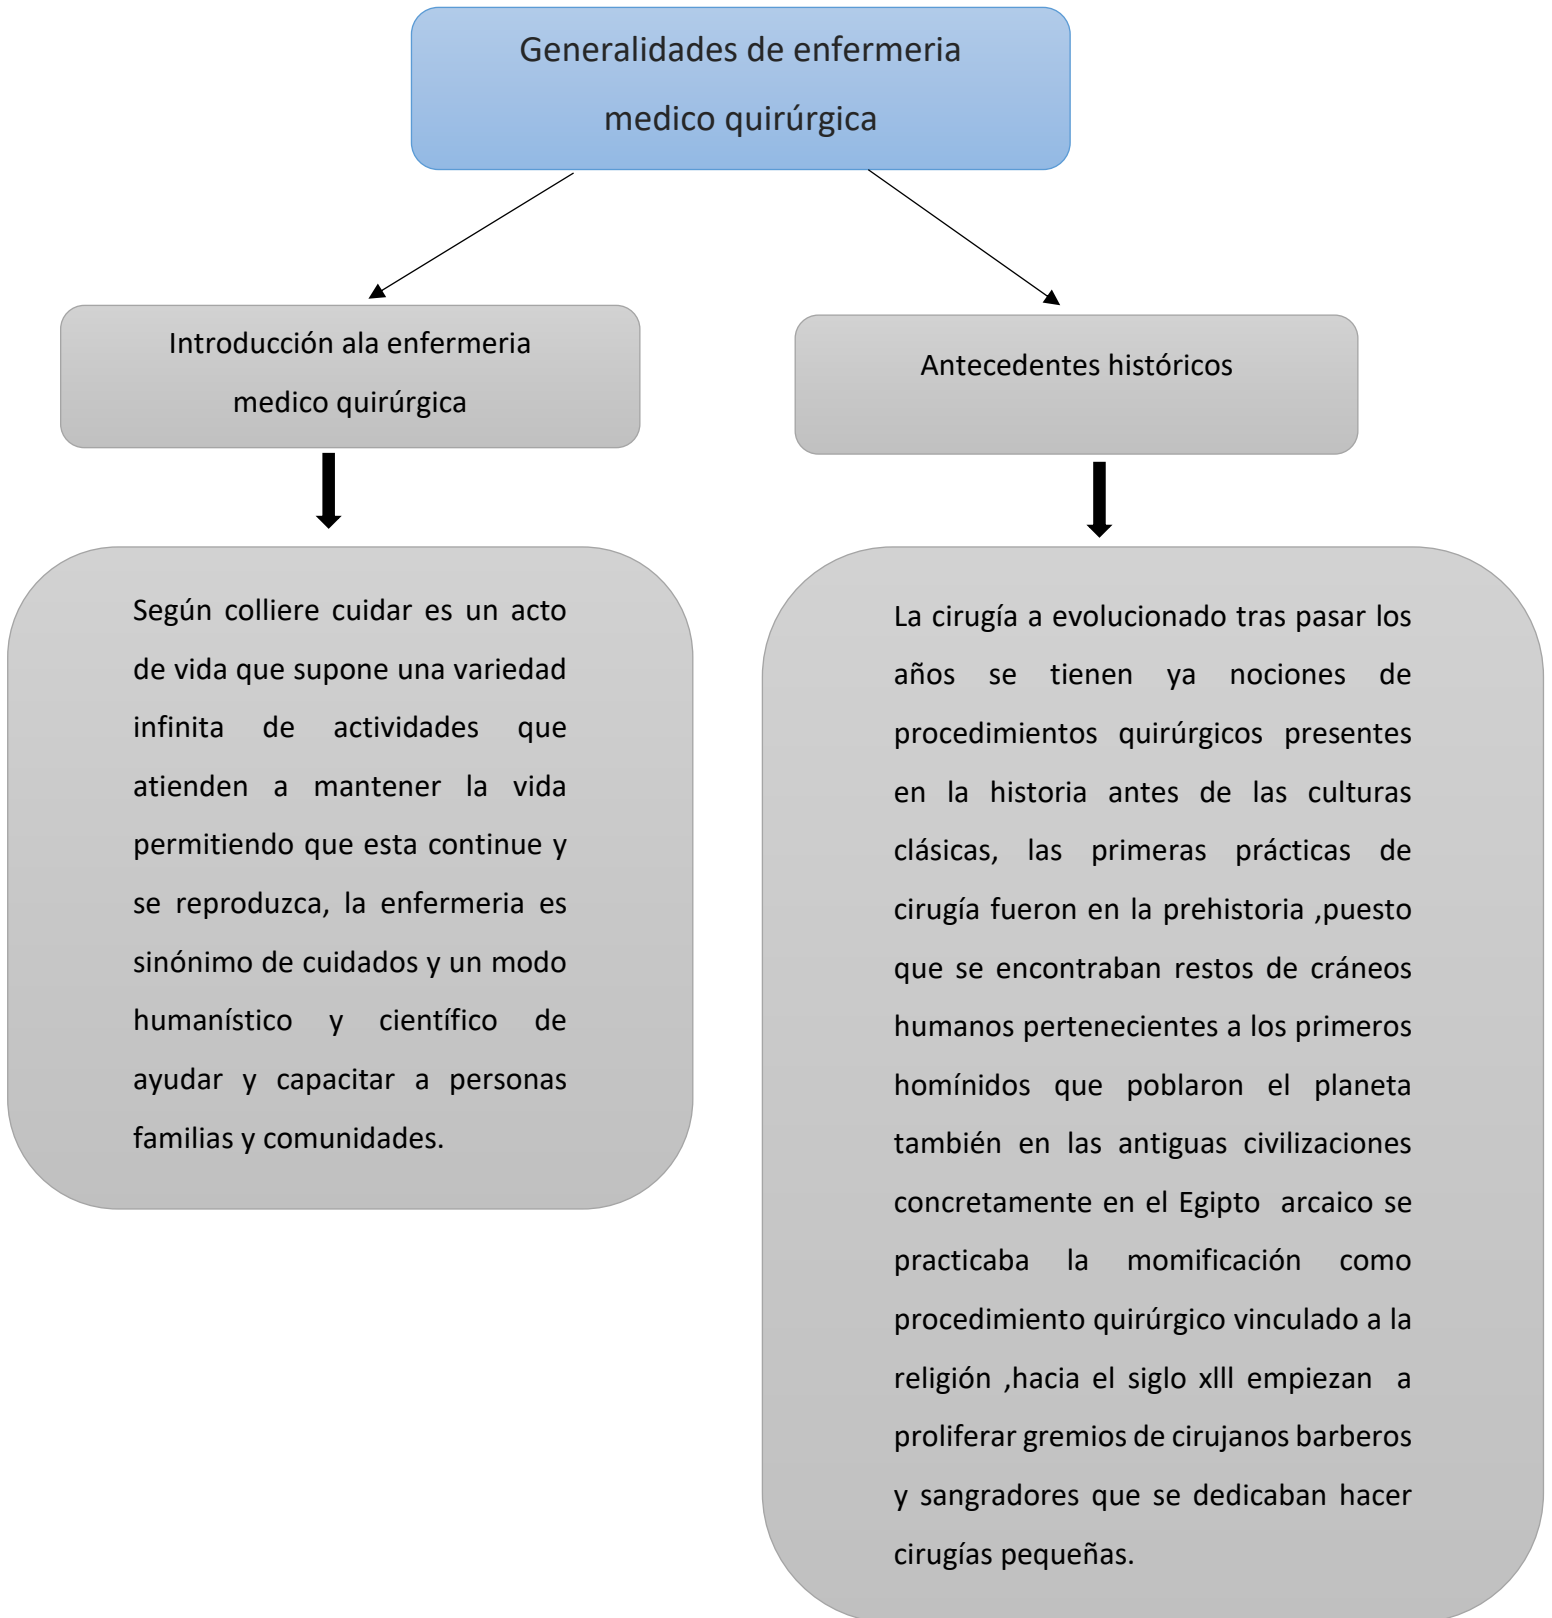 Generalidades de enfermeria
medico quirúrgica
Introducción ala enfermeria
medico quirúrgica
Antecedentes históricos
Según colliere cuidar es un acto
de vida que supone una variedad
infinita de actividades que
atienden a mantener la vida
permitiendo que esta continue y
se reproduzca, la enfermeria es
sinónimo de cuidados y un modo
humanístico y científico de
ayudar y capacitar a personas
familias y comunidades.
La cirugía a evolucionado tras pasar los
años se tienen ya nociones de
procedimientos quirúrgicos presentes
en la historia antes de las culturas
clásicas, las primeras prácticas de
cirugía fueron en la prehistoria ,puesto
que se encontraban restos de cráneos
humanos pertenecientes a los primeros
homínidos que poblaron el planeta
también en las antiguas civilizaciones
concretamente en el Egipto  arcaico se
practicaba la momificación como
procedimiento quirúrgico vinculado a la
religión ,hacia el siglo xlll empiezan  a
proliferar gremios de cirujanos barberos
y sangradores que se dedicaban hacer
cirugías pequeñas.